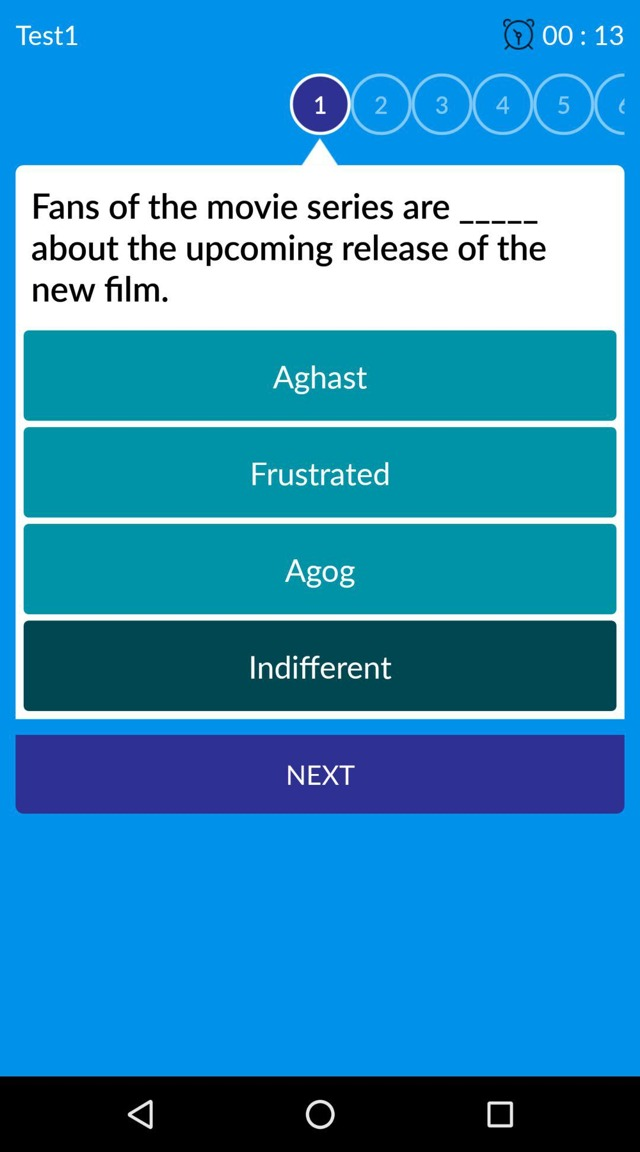 Test1 00 : 13
1 2 3 4 5
Fans of the movie series are _____
about the upcoming release of the
new film.
Aghast
Frustrated
Agog
Indifferent
NEXT